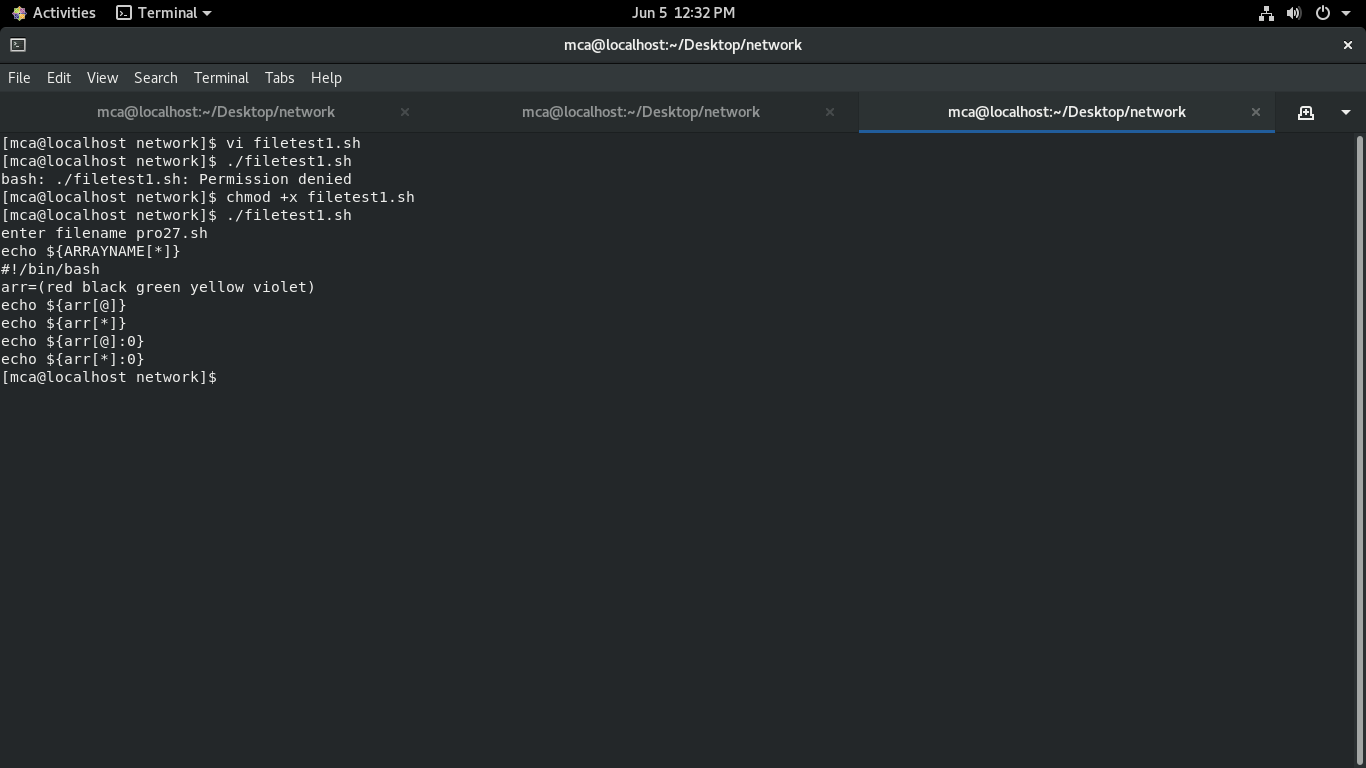 Activities Terminal Jun 5 12:32 PM
mca@localhost:~/Desktop/network
File Edit View Search Terminal Tabs Help
mca@localhost:~/Desktop/network mca@localhost:~/Desktop/network mca@localhost:~/Desktop/network
[mca@localhost network]$ vi filetest1.sh
[mca@localhost network]$ ./filetest1.sh
bash: ./filetest1.sh: Permission denied
[mca@localhost network]$ chmod +x filetest1.sh
[mca@localhost network]$ ./filetest1.sh
enter filename pro27.sh
echo ${ARRAYNAME[*]}
#!/bin/bash
arr=(red black green yellow violet)
echo ${arr[@]}
echo ${arr[*]}
echo ${arr[@]:0}
echo ${arr[*]:0}
[mca@localhost network]$